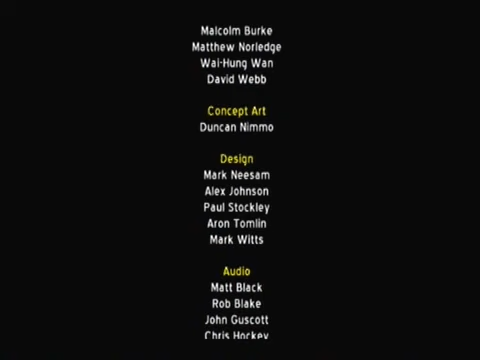 Malcolm Burke
Matthew Norledge
Wai-Hung Wan
David Webb
Concept Art
Duncan Nimmo
Design
Mark Neesam
Alex Johnson
Paul Stockley
Aron Tomlin
Mark Witts
Audio
Matt Black
Rob Blake
John Guscott
Chris Hockey